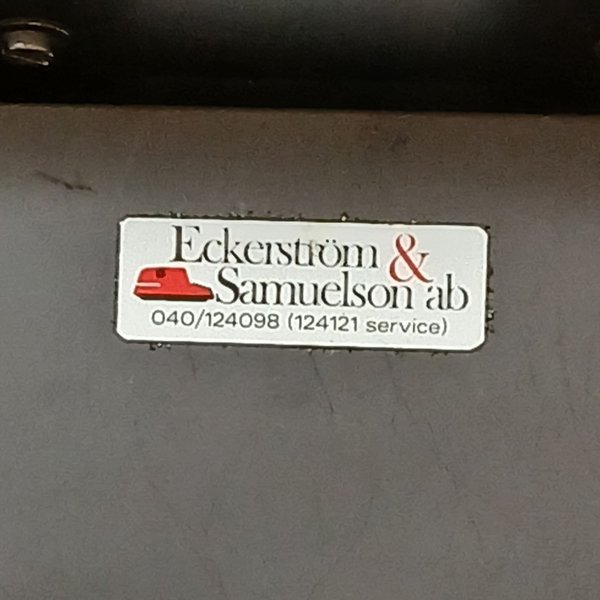 Eckerström &
Samuelson ab
040/124098 (124121 service)